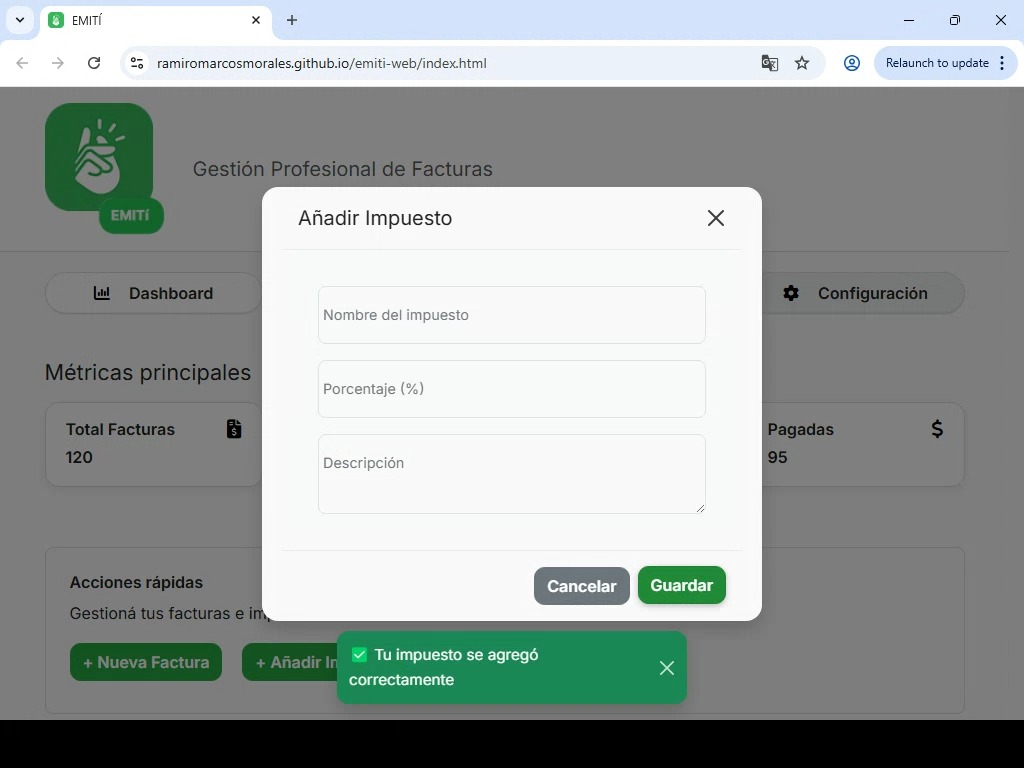 EMITÍ
ramiromarcosmorales.github.io/emiti-web/index.html
Relaunch to update
EMITÍ
Gestión Profesional de Facturas
Dashboard
Configuración
Métricas principales
Total Facturas
120
Pagadas
95
Añadir Impuesto
Nombre del impuesto
Porcentaje (%)
Descripción
Cancelar
Guardar
Acciones rápidas
Gestioná tus facturas e
+ Nueva Factura
+ Añadir
Tu impuesto se agregó
correctamente